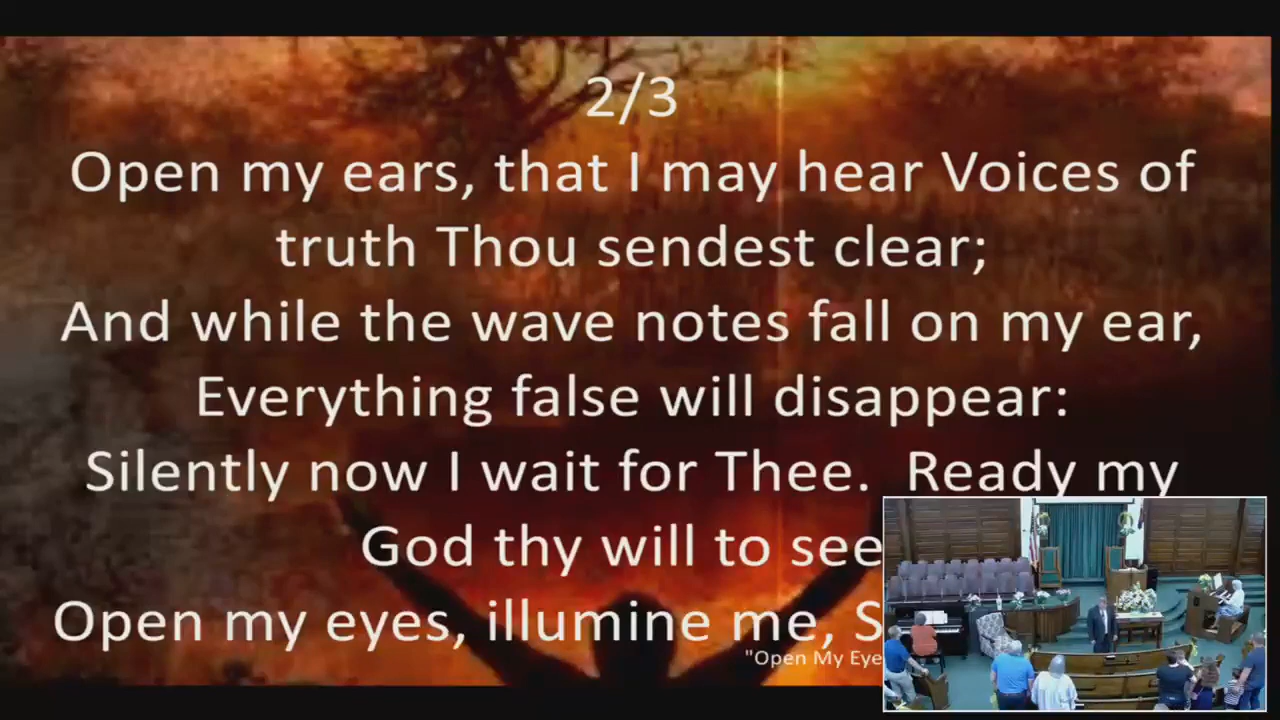 2/3
Open my ears, that I may hear Voices of
truth Thou sendest clear;
And while the wave notes fall on my ear,
Everything false will disappear:
Silently now I wait for Thee.  Ready my
God thy will to see
Open my eyes, illumine me, S
"Open My Eye